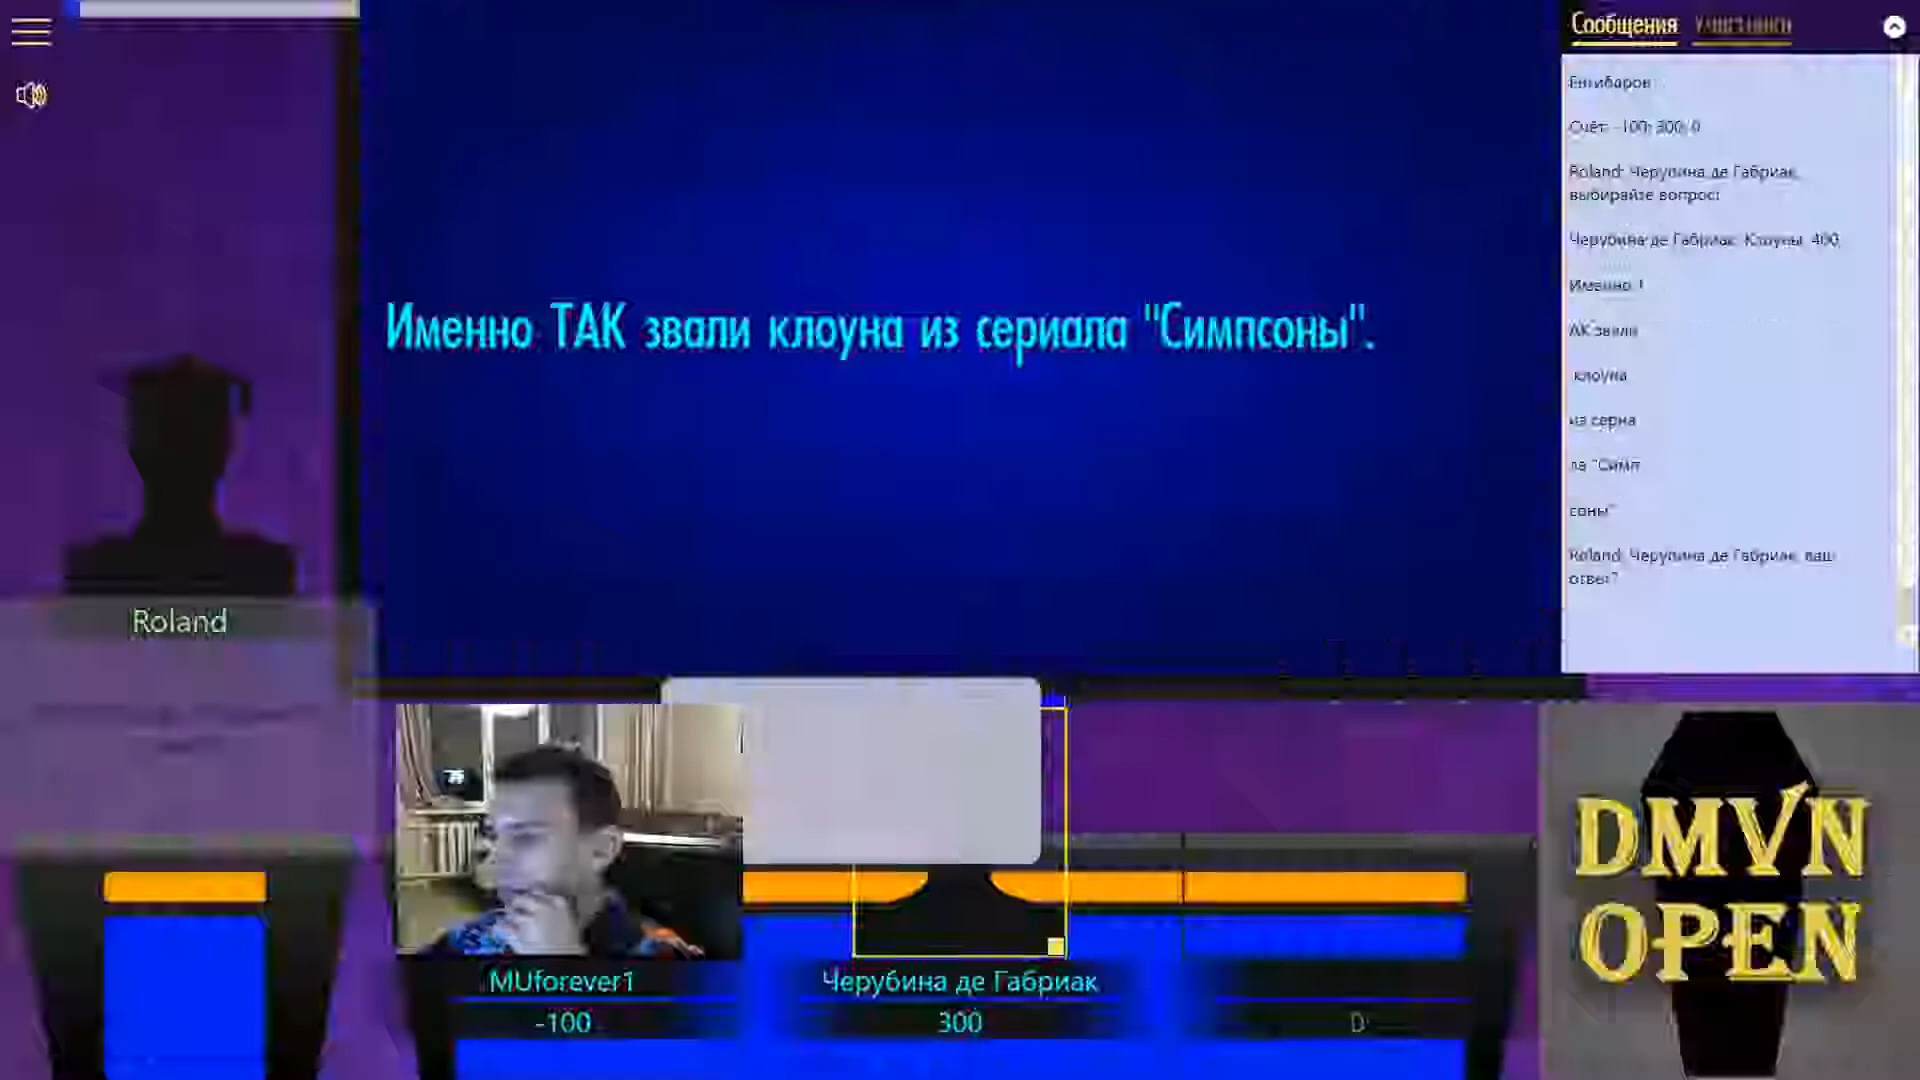 Сообщения
Именно ТАК звали клоуна из сериала "Симпсоны".
Енгибаров
Счёт: -100; 300; 0
Roland: Черубина де Габриак,
выбирайте вопрос!
Черубина де Габриак: Клоуны, 400
Именно Т
АК звали
клоуна
из сериа
ла "Симп
соны"
Roland: Черубина де Габриак, ваш
ответ?
Roland
DMVN
OPEN
MUforever1
Черубина де Габриак
-100
300
0